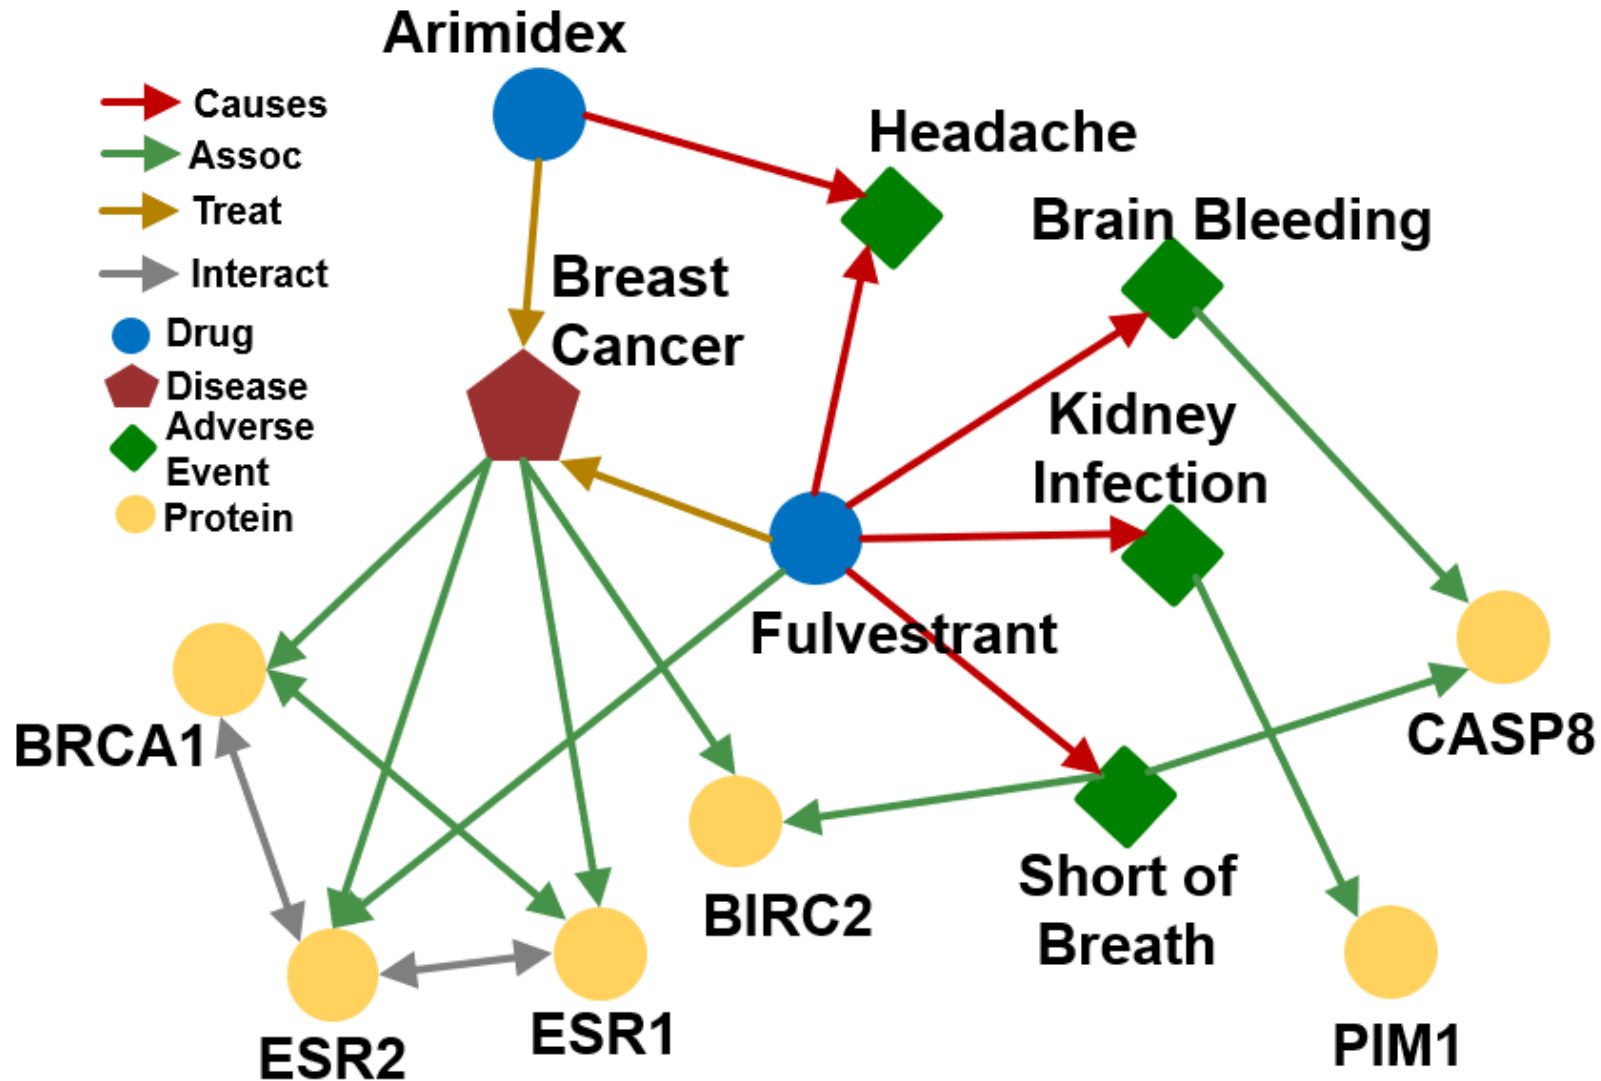 Arimidex
Causes
Assoc
Treat
Interact
Drug
Disease
Adverse
Event
Protein
Headache
Brain Bleeding
Breast
Cancer
Kidney
Infection
Fulvestrant
BRCA1
CASP8
BIRC2
Short of
Breath
ESR2
ESR1
PIM1